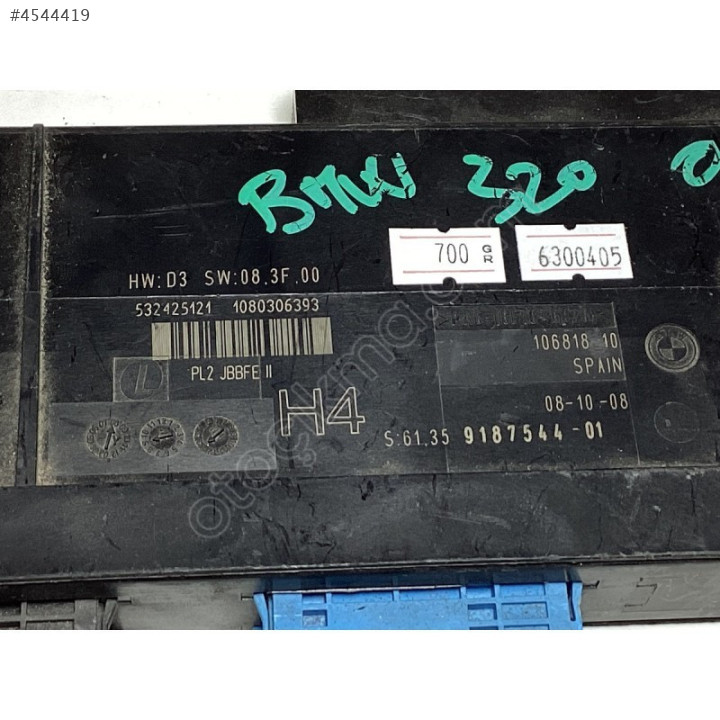 #4544419
BMW 320
700 GR
6300405
HW:D3 SW:08.3F.00
532425121 1080306393
PL2 JBBFE II
H4
106818 10
SPAIN
08-10-08
S:61.35 9187544-01